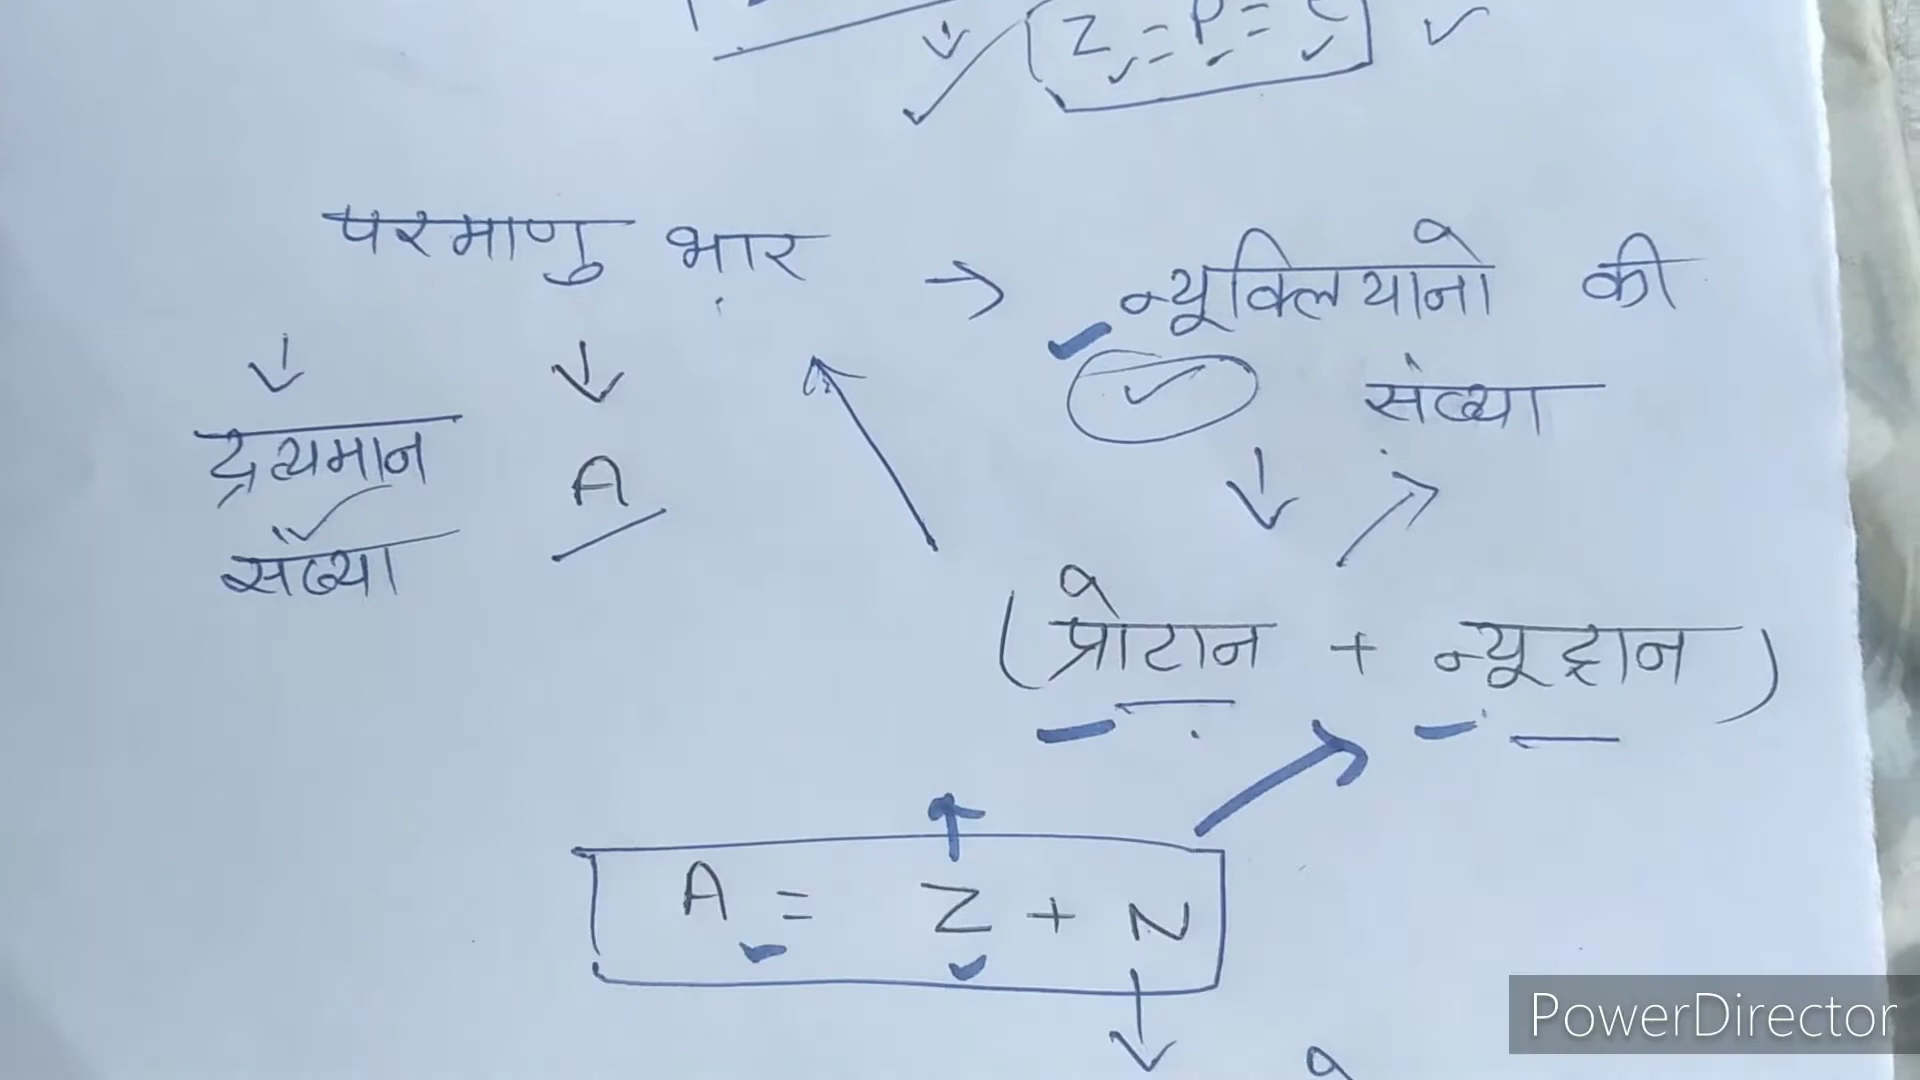 Z = P = e
परमाणु भार → न्यूक्लियानो की
संख्या
द्रव्यमान A
संख्या
(प्रोटान + न्यूट्रान)
A = Z + N
PowerDirector